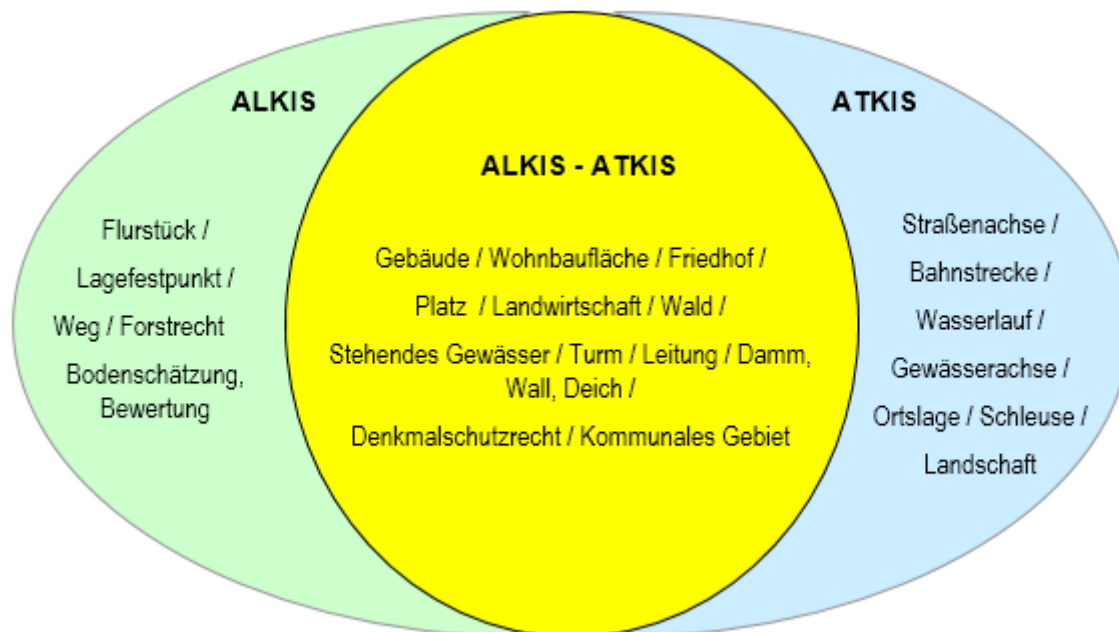 ALKIS
Flurstück /
Lagefestpunkt /
Weg / Forstrecht
Bodenschätzung,
Bewertung
ALKIS - ATKIS
Gebäude / Wohnbaufläche / Friedhof /
Platz / Landwirtschaft / Wald /
Stehendes Gewässer / Turm / Leitung / Damm,
Wall, Deich /
Denkmalschutzrecht / Kommunales Gebiet
ATKIS
Straßenachse /
Bahnstrecke /
Wasserlauf /
Gewässerachse /
Ortslage / Schleuse /
Landschaft